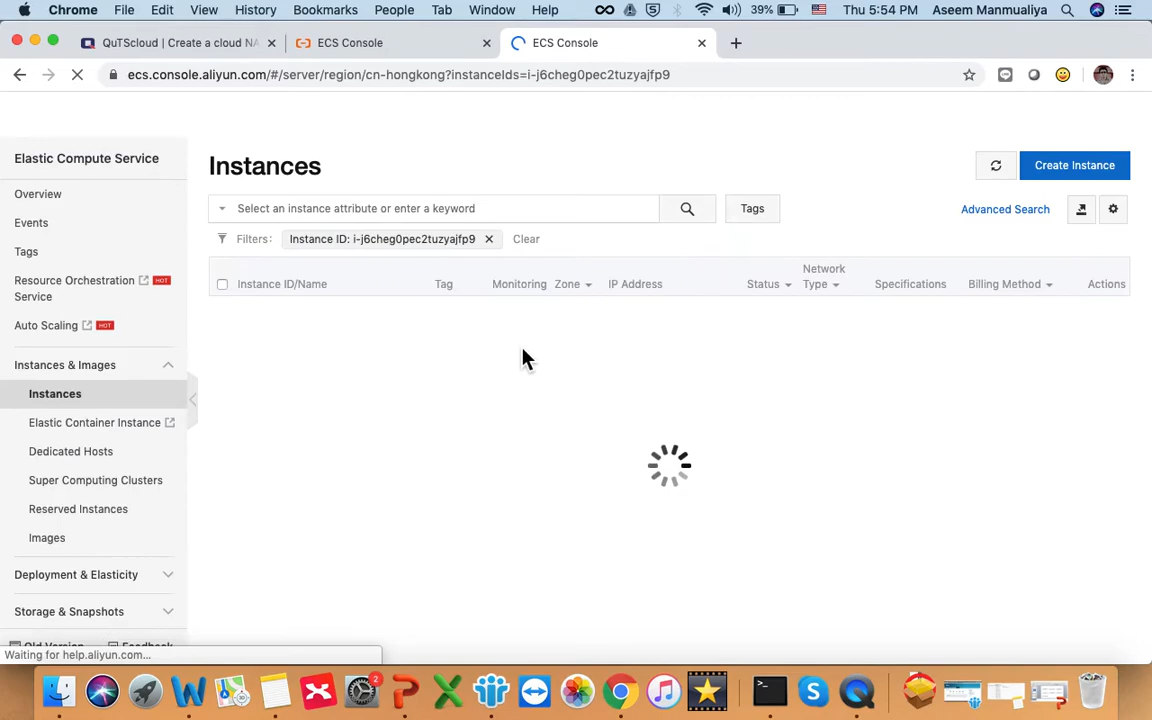 Chrome File Edit View History Bookmarks People Tab Window Help 39% Thu 5:54 PM Aseem Manmualiya
QuTScloud | Create a cloud NA ECS Console ECS Console
ecs.console.aliyun.com/#/server/region/cn-hongkong?instanceIds=i-j6cheg0pec2tuzyajfp9
Elastic Compute Service
Overview
Events
Tags
Resource Orchestration HOT
Service
Auto Scaling HOT
Instances & Images
Instances
Elastic Container Instance
Dedicated Hosts
Super Computing Clusters
Reserved Instances
Images
Deployment & Elasticity
Storage & Snapshots
Old Version Feedback
Waiting for help.aliyun.com...
Instances
Create Instance
Select an instance attribute or enter a keyword Tags Advanced Search
Filters: Instance ID: i-j6cheg0pec2tuzyajfp9 Clear
Instance ID/Name Tag Monitoring Zone IP Address Status Network Type Specifications Billing Method Actions
2